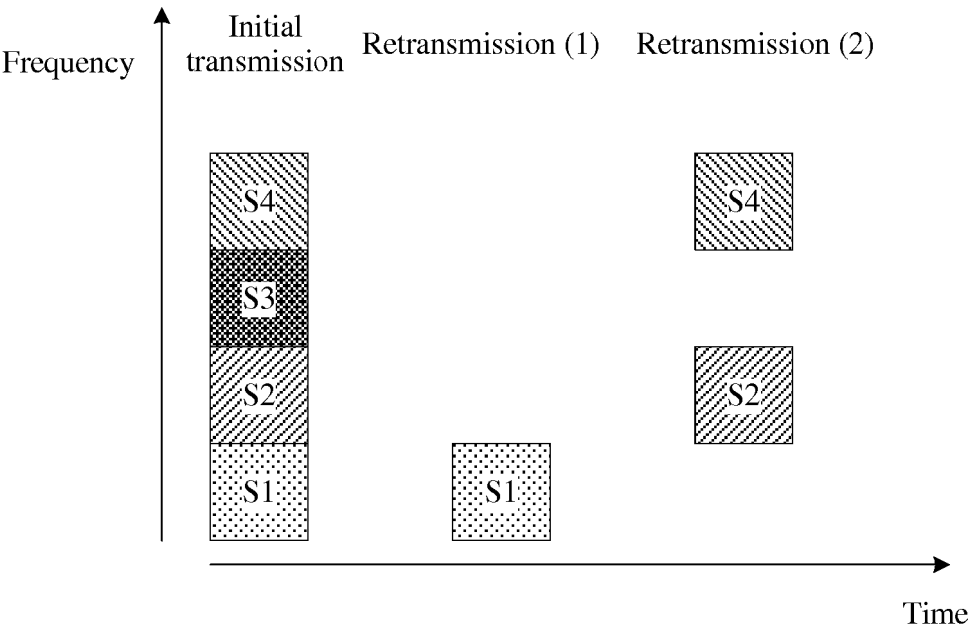 Initial
transmission
Retransmission (1)
Retransmission (2)
Frequency
S4
S4
S3
S2
S2
S1
S1
Time